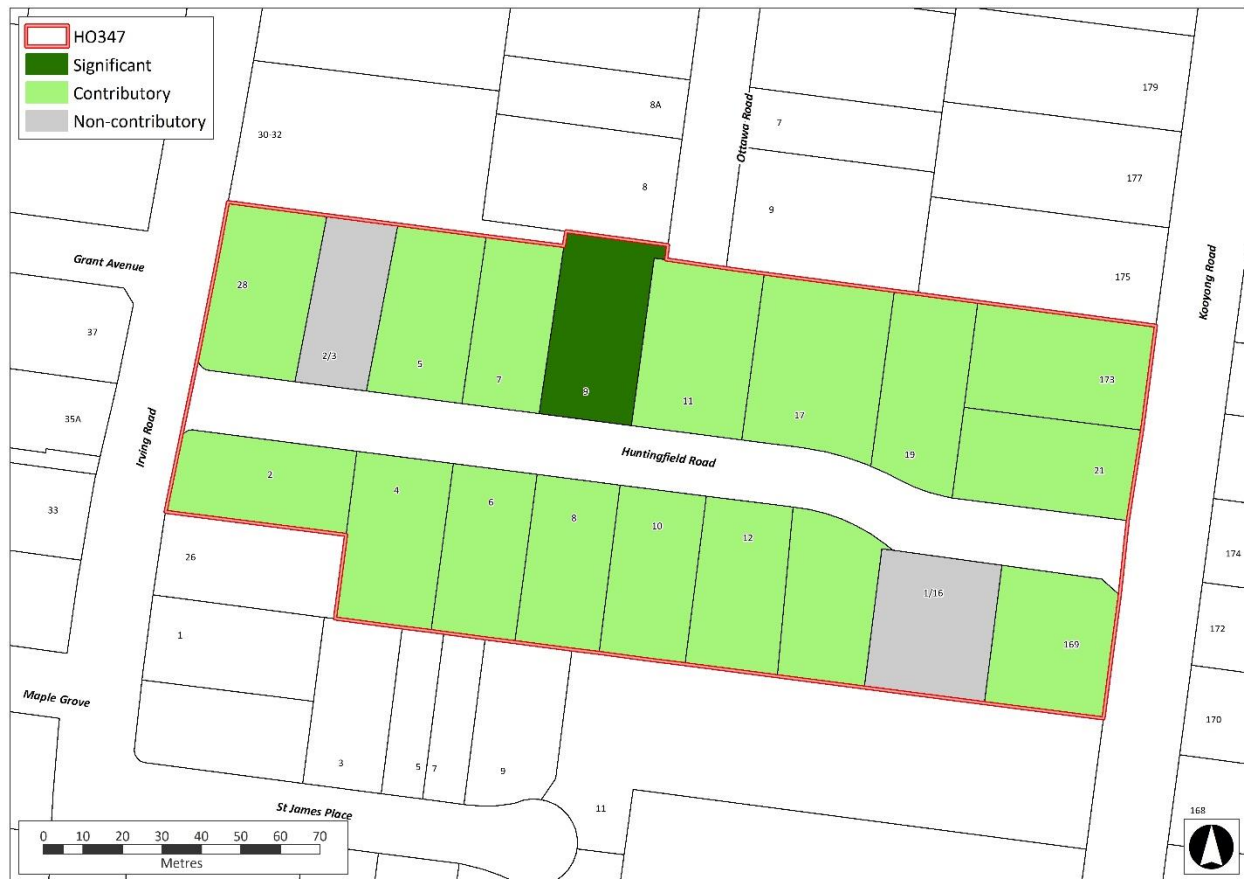 HO347
Significant
Contributory
Non-contributory
179
8A
7
30-32
177
8
9
Ottawa Road
175
Kooyong Road
Grant Avenue
28
37
2/3
5
7
9
11
17
19
173
21
35A
Irving Road
Huntingfield Road
2
4
6
8
10
12
33
26
174
1/16
1
172
169
Maple Grove
170
3
5
7
9
St James Place
11
168
0 10 20 30 40 50 60 70
Metres